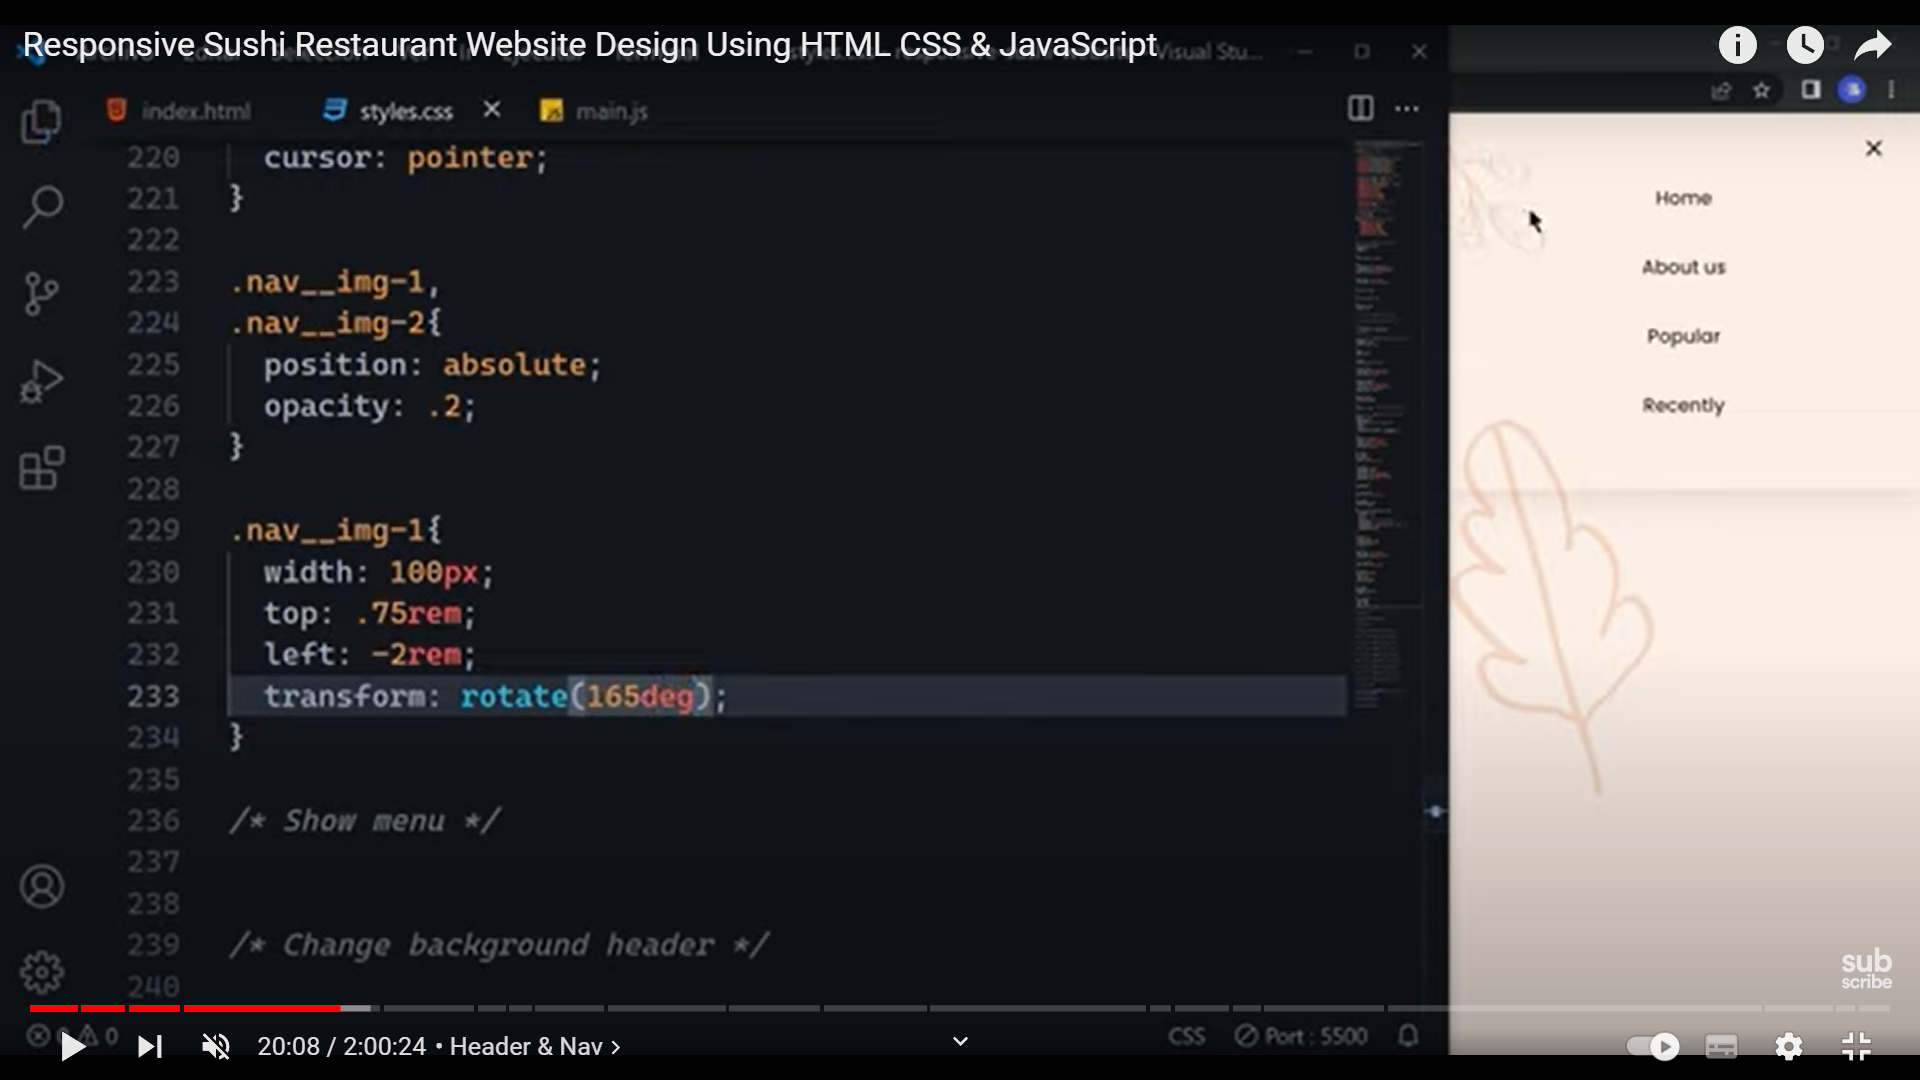 Responsive Sushi Restaurant Website Design Using HTML CSS & JavaScript
Visual Stu...
index.html
styles.css
main.js
220 cursor: pointer;
221 }
222
223 .nav__img-1,
224 .nav__img-2{
225 position: absolute;
226 opacity: .2;
227 }
228
229 .nav__img-1{
230 width: 100px;
231 top: .75rem;
232 left: -2rem;
233 transform: rotate(165deg);
234 }
235
236 /* Show menu */
237
238
239 /* Change background header */
240
Home
About us
Popular
Recently
sub
scribe
0
20:08 / 2:00:24 • Header & Nav
CSS
Port : 5500